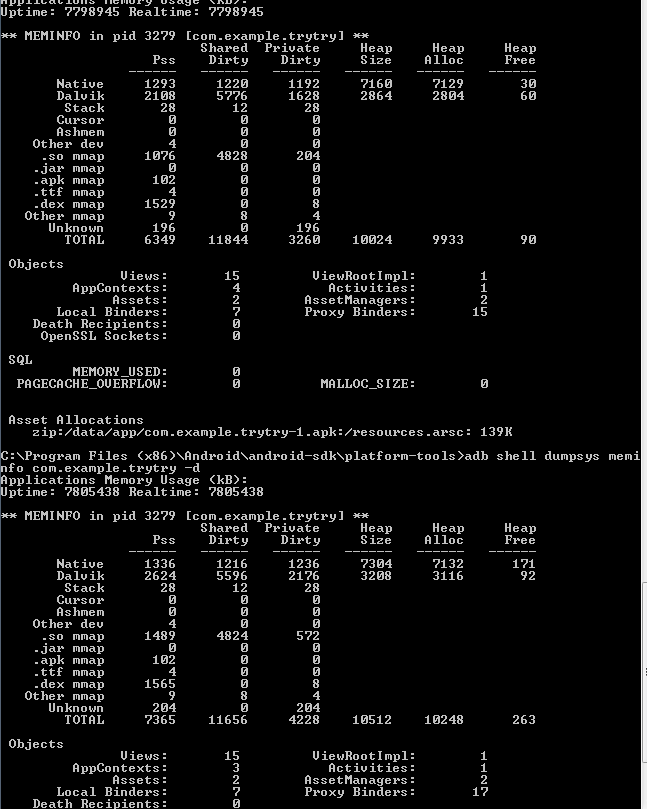 Applications Memory Usage (kB):
Uptime: 7798945 Realtime: 7798945
** MEMINFO in pid 3279 [com.example.trytry] **
Shared Private Heap Heap Heap
Pss Dirty Dirty Size Alloc Free
------ ------ ------ ------ ------ ------
Native 1293 1220 1192 7160 7129 30
Dalvik 2108 5776 1628 2864 2804 60
Stack 28 12 28
Cursor 0 0 0
Ashmem 0 0 0
Other dev 4 0 0
.so mmap 1076 4828 204
.jar mmap 0 0 0
.apk mmap 102 0 0
.ttf mmap 4 0 0
.dex mmap 1529 0 8
Other mmap 9 8 4
Unknown 196 0 196
TOTAL 6349 11844 3260 10024 9933 90
Objects
Views: 15 ViewRootImpl: 1
AppContexts: 4 Activities: 1
Assets: 2 AssetManagers: 2
Local Binders: 7 Proxy Binders: 15
Death Recipients: 0
OpenSSL Sockets: 0
SQL
MEMORY_USED: 0
PAGECACHE_OVERFLOW: 0 MALLOC_SIZE: 0
Asset Allocations
zip:/data/app/com.example.trytry-1.apk:/resources.arsc: 139K
C:\Program Files (x86)\Android\android-sdk\platform-tools>adb shell dumpsys memi
nfo com.example.trytry -d
Applications Memory Usage (kB):
Uptime: 7805438 Realtime: 7805438
** MEMINFO in pid 3279 [com.example.trytry] **
Shared Private Heap Heap Heap
Pss Dirty Dirty Size Alloc Free
------ ------ ------ ------ ------ ------
Native 1336 1216 1236 7304 7132 171
Dalvik 2624 5596 2176 3208 3116 92
Stack 28 12 28
Cursor 0 0 0
Ashmem 0 0 0
Other dev 4 0 0
.so mmap 1489 4824 572
.jar mmap 0 0 0
.apk mmap 102 0 0
.ttf mmap 4 0 0
.dex mmap 1565 0 8
Other mmap 9 8 4
Unknown 204 0 204
TOTAL 7365 11656 4228 10512 10248 263
Objects
Views: 15 ViewRootImpl: 1
AppContexts: 3 Activities: 1
Assets: 2 AssetManagers: 2
Local Binders: 7 Proxy Binders: 17
Death Recipients: 0